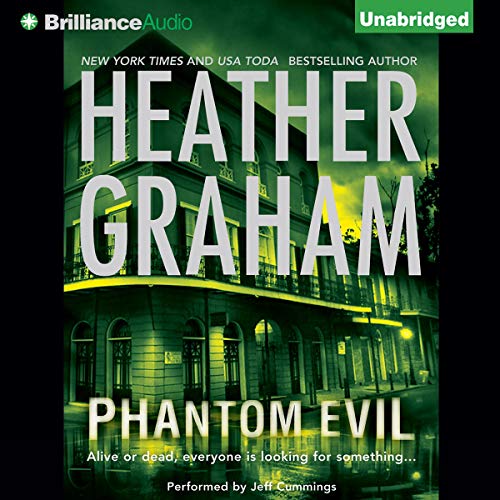 BrillianceAudio
Unabridged
NEW YORK TIMES AND USA TODA BESTSELLING AUTHOR
HEATHER
GRAHAM
PHANTOM EVIL
Alive or dead, everyone is looking for something...
Performed by Jeff Cummings